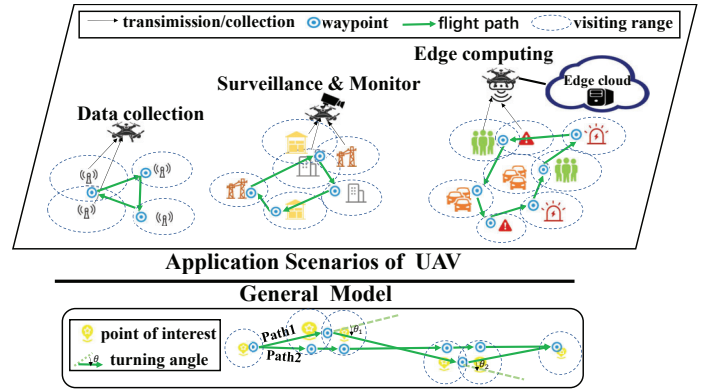 transimission/collection waypoint flight path visiting range
Edge computing
Surveillance & Monitor
Edge cloud
Data collection
Application Scenarios of UAV
General Model
point of interest
θ turning angle
Path1
Path2
θ1
θ2